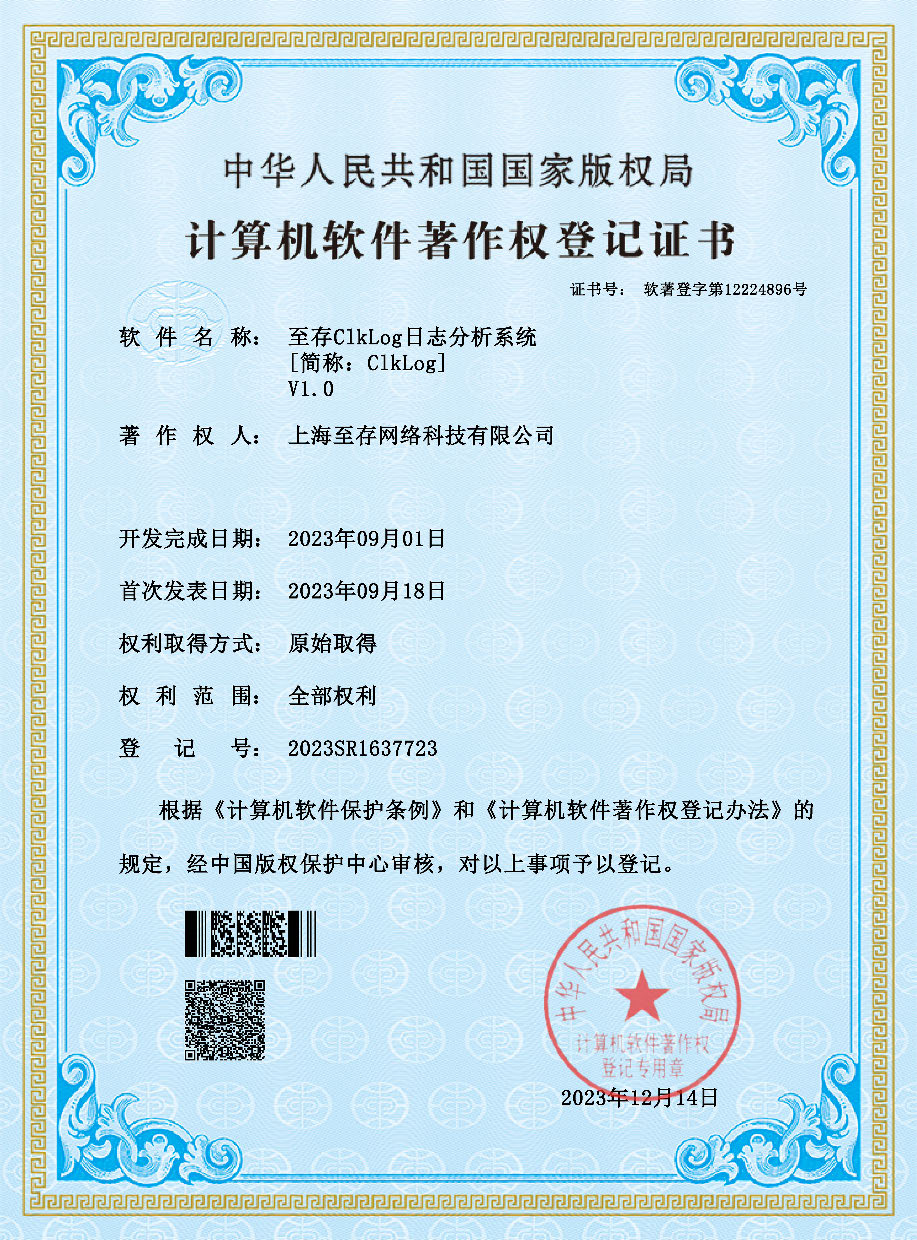 中华人民共和国国家版权局
计算机软件著作权登记证书
证书号： 软著登字第12224896号
软件名称： 至存ClkLog日志分析系统
[简称：ClkLog]
V1.0
著作权人： 上海至存网络科技有限公司
开发完成日期： 2023年09月01日
首次发表日期： 2023年09月18日
权利取得方式： 原始取得
权利范围： 全部权利
登记号： 2023SR1637723
根据《计算机软件保护条例》和《计算机软件著作权登记办法》的
规定，经中国版权保护中心审核，对以上事项予以登记。
中华人民共和国国家版权局
计算机软件著作权
登记专用章
2023年12月14日